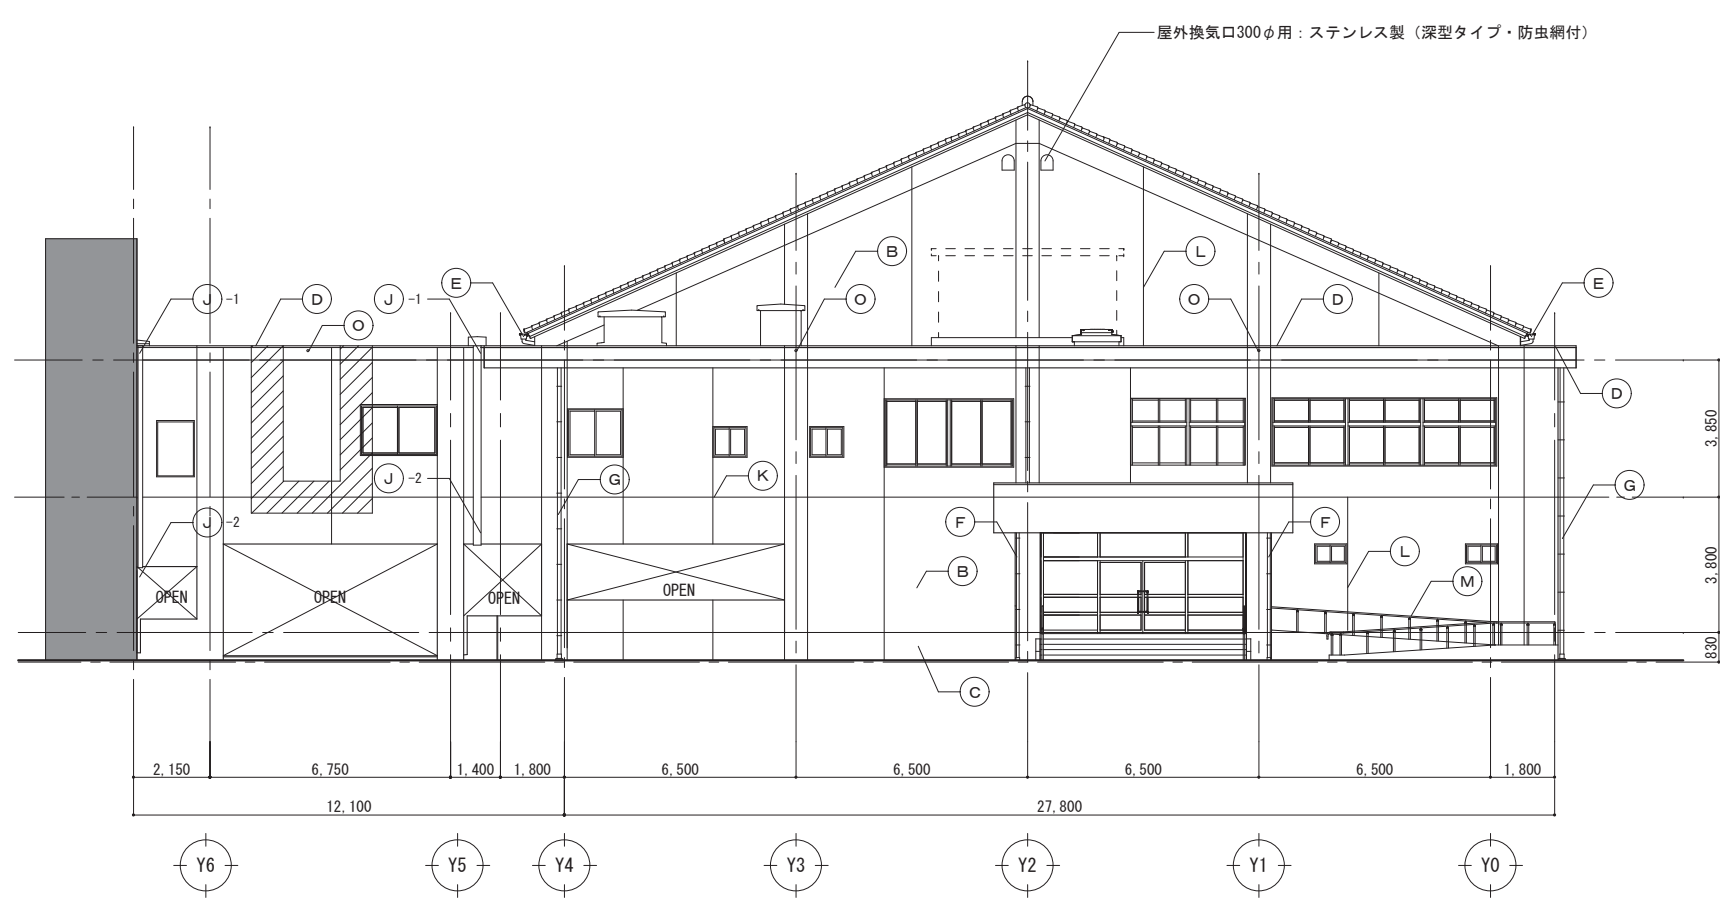 屋外換気口300φ用：ステンレス製（深型タイプ・防虫網付）
B
L
E
E
J -1
D
J -1
O
O
O
D
D
3,850
J -2
K
G
G
J -2
F
F
L
B
M
3,800
OPEN
OPEN
OPEN
OPEN
830
C
2,150
6,750
1,400
1,800
6,500
6,500
6,500
6,500
1,800
12,100
27,800
Y6
Y5
Y4
Y3
Y2
Y1
Y0